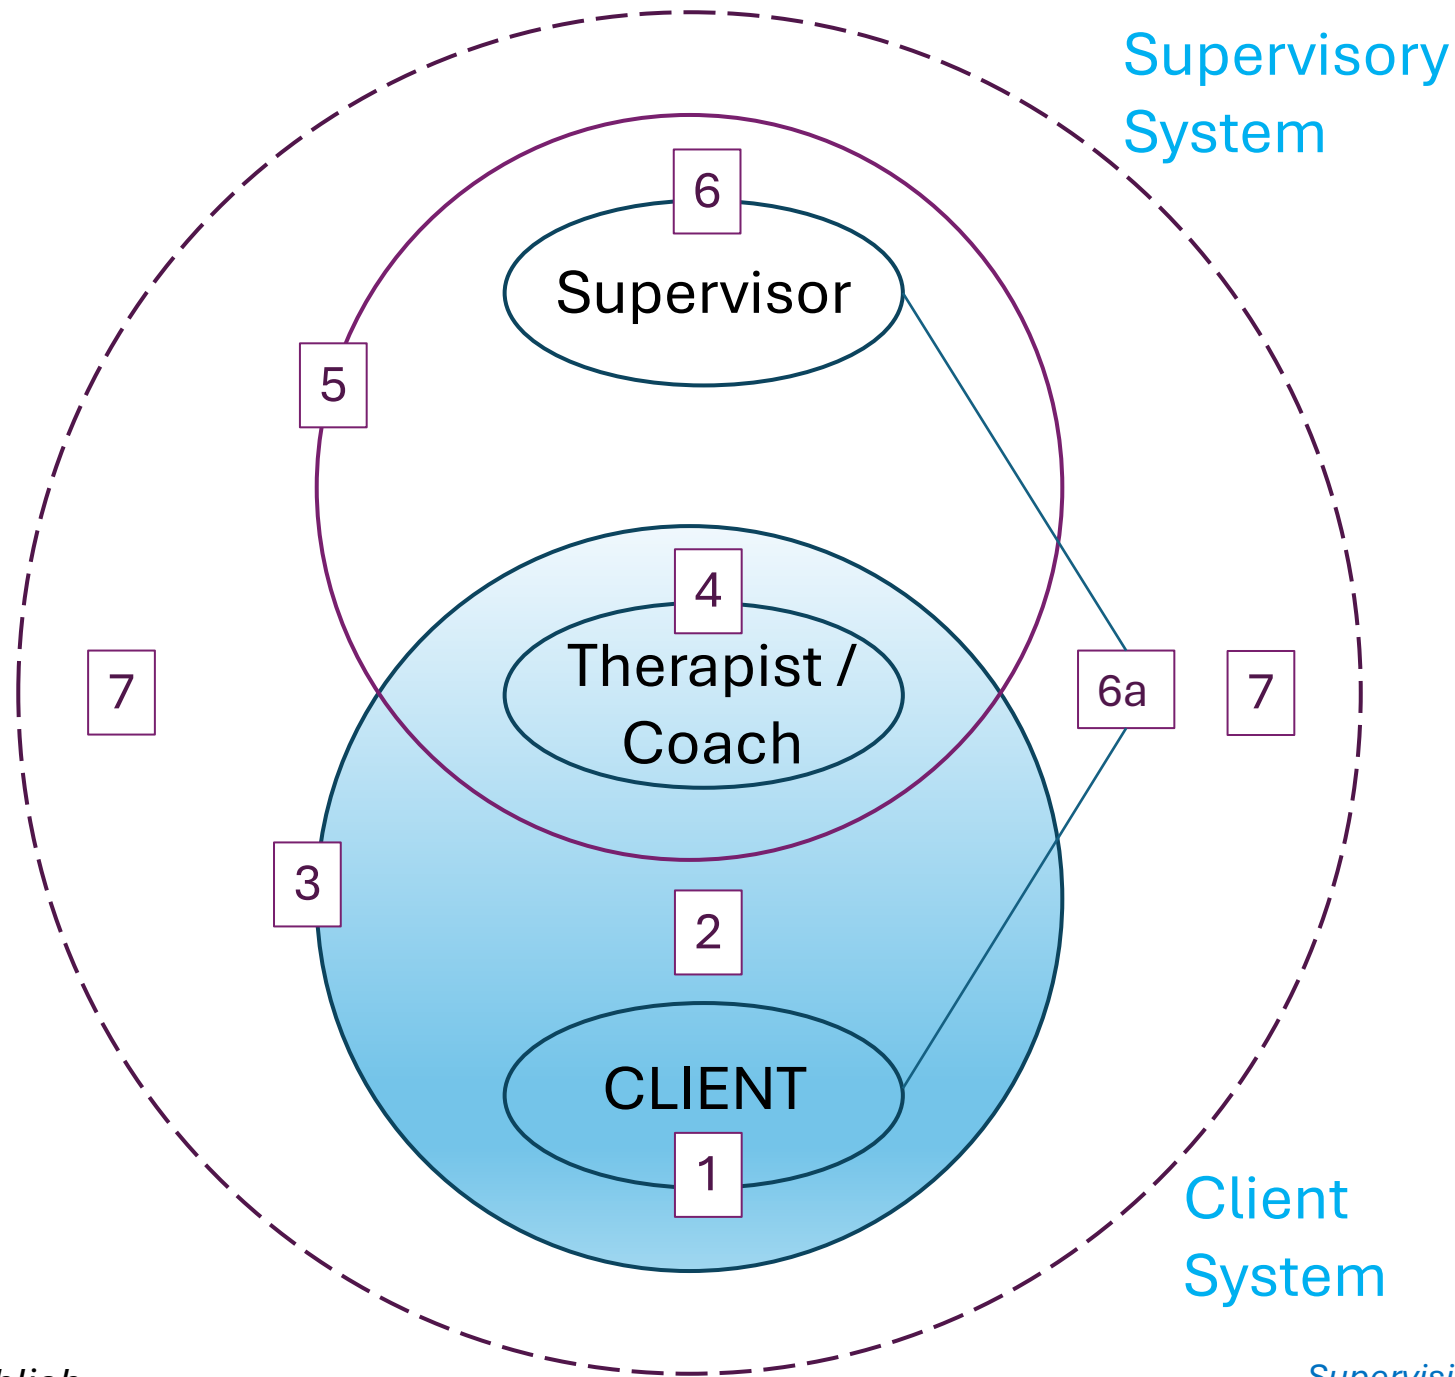 Supervisory
System
6
Supervisor
5
4
Therapist /
Coach
7
6a
7
3
2
CLIENT
1
Client
System